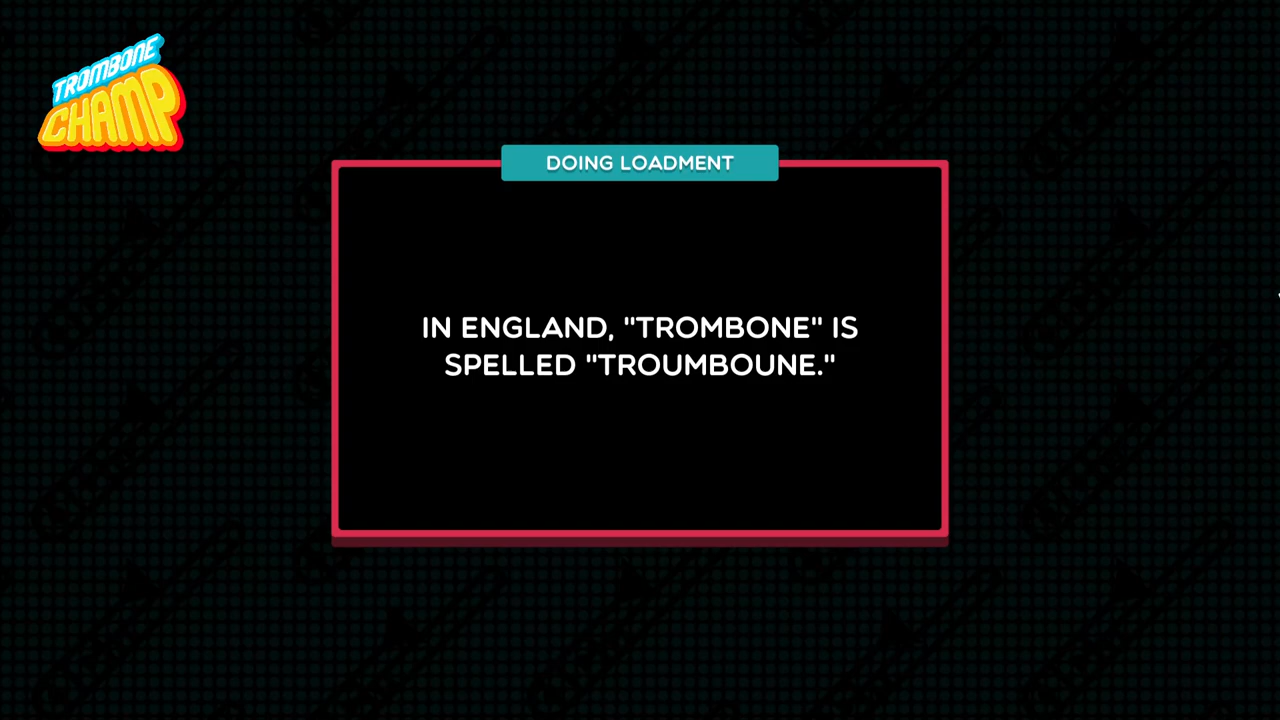 TROMBONE
CHAMP
DOING LOADMENT
IN ENGLAND, "TROMBONE" IS
SPELLED "TROUMBOUNE."